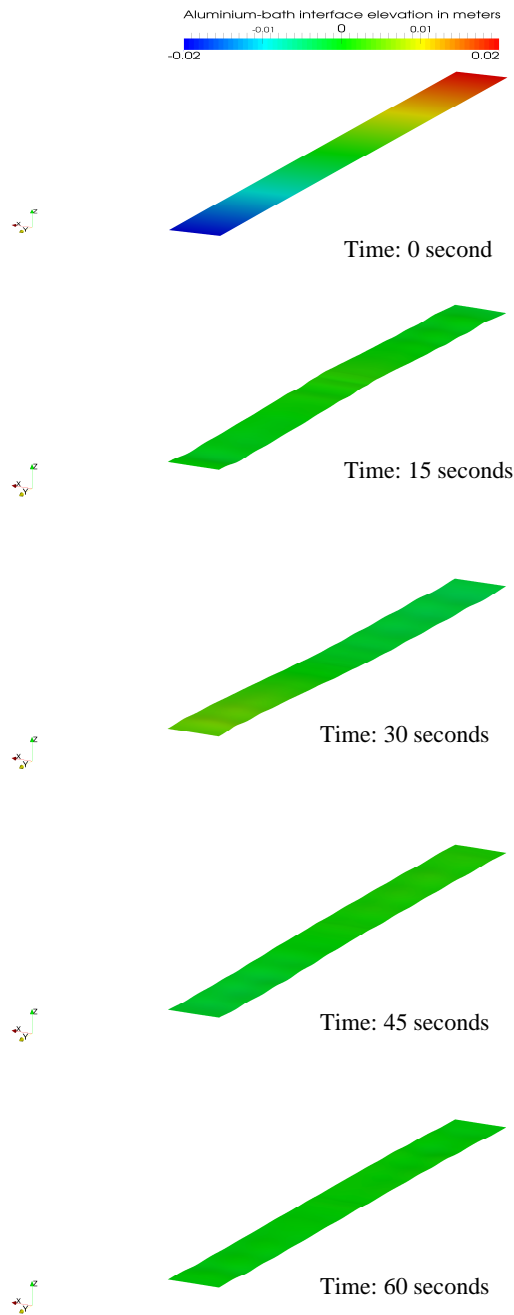 Aluminium-bath interface elevation in meters
-0.01 0 0.01
-0.02 0.02
Z
X
Y
Time: 0 second
Z
X
Y
Time: 15 seconds
Z
X
Y
Time: 30 seconds
Z
X
Y
Time: 45 seconds
Z
X
Y
Time: 60 seconds